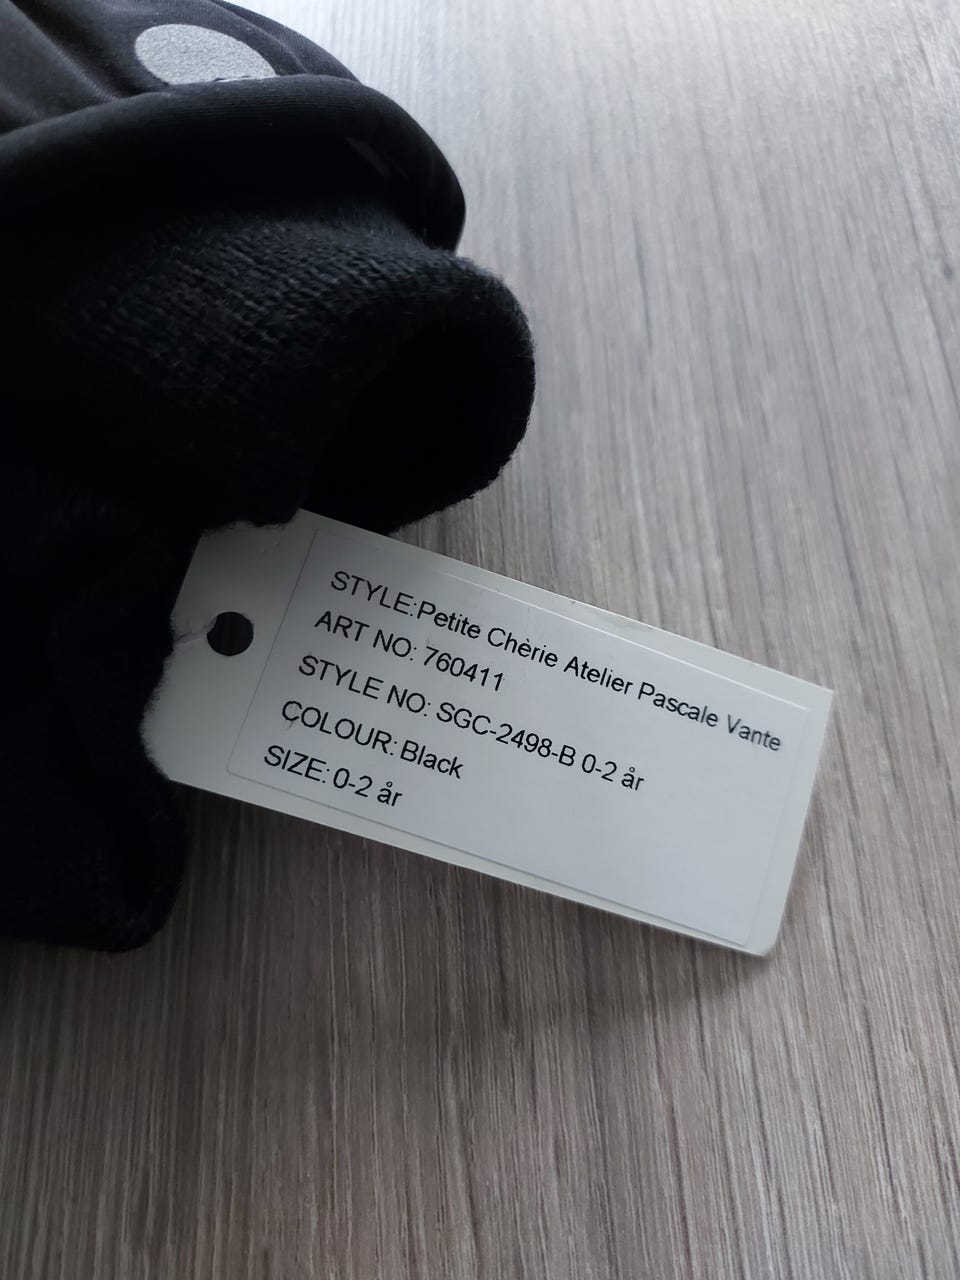 STYLE:Petite Chèrie Atelier Pascale Vante
ART NO: 760411
STYLE NO: SGC-2498-B 0-2 år
COLOUR: Black
SIZE: 0-2 år